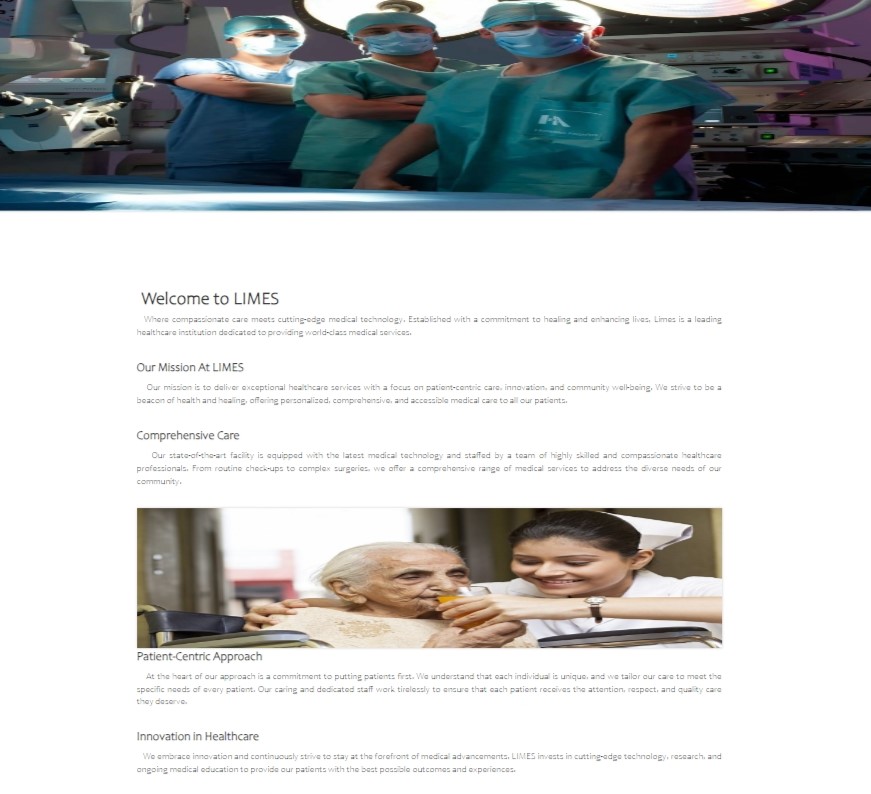 Welcome to LIMES
Where compassionate care meets cutting-edge medical technology. Established with a commitment to healing and enhancing lives, Limes is a leading
healthcare institution dedicated to providing world-class medical services.
Our Mission At LIMES
Our mission is to deliver exceptional healthcare services with a focus on patient-centric care, innovation, and community well-being. We strive to be a
beacon of health and healing, offering personalized, comprehensive, and accessible medical care to all our patients.
Comprehensive Care
Our state-of-the-art facility is equipped with the latest medical technology and staffed by a team of highly skilled and compassionate healthcare
professionals. From routine check-ups to complex surgeries, we offer a comprehensive range of medical services to address the diverse needs of our
community.
Patient-Centric Approach
At the heart of our approach is a commitment to putting patients first. We understand that each individual is unique, and we tailor our care to meet the
specific needs of every patient. Our caring and dedicated staff work tirelessly to ensure that each patient receives the attention, respect, and quality care
they deserve.
Innovation in Healthcare
We embrace innovation and continuously strive to stay at the forefront of medical advancements. LIMES invests in cutting-edge technology, research, and
ongoing medical education to provide our patients with the best possible outcomes and experiences.